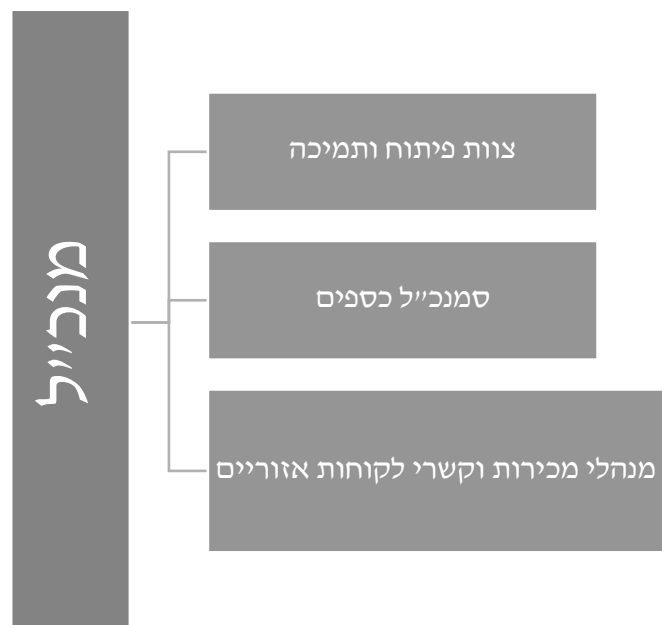 מנכ״ל
צוות פיתוח ותמיכה
סמנכ״ל כספים
מנהלי מכירות וקשרי לקוחות אזוריים